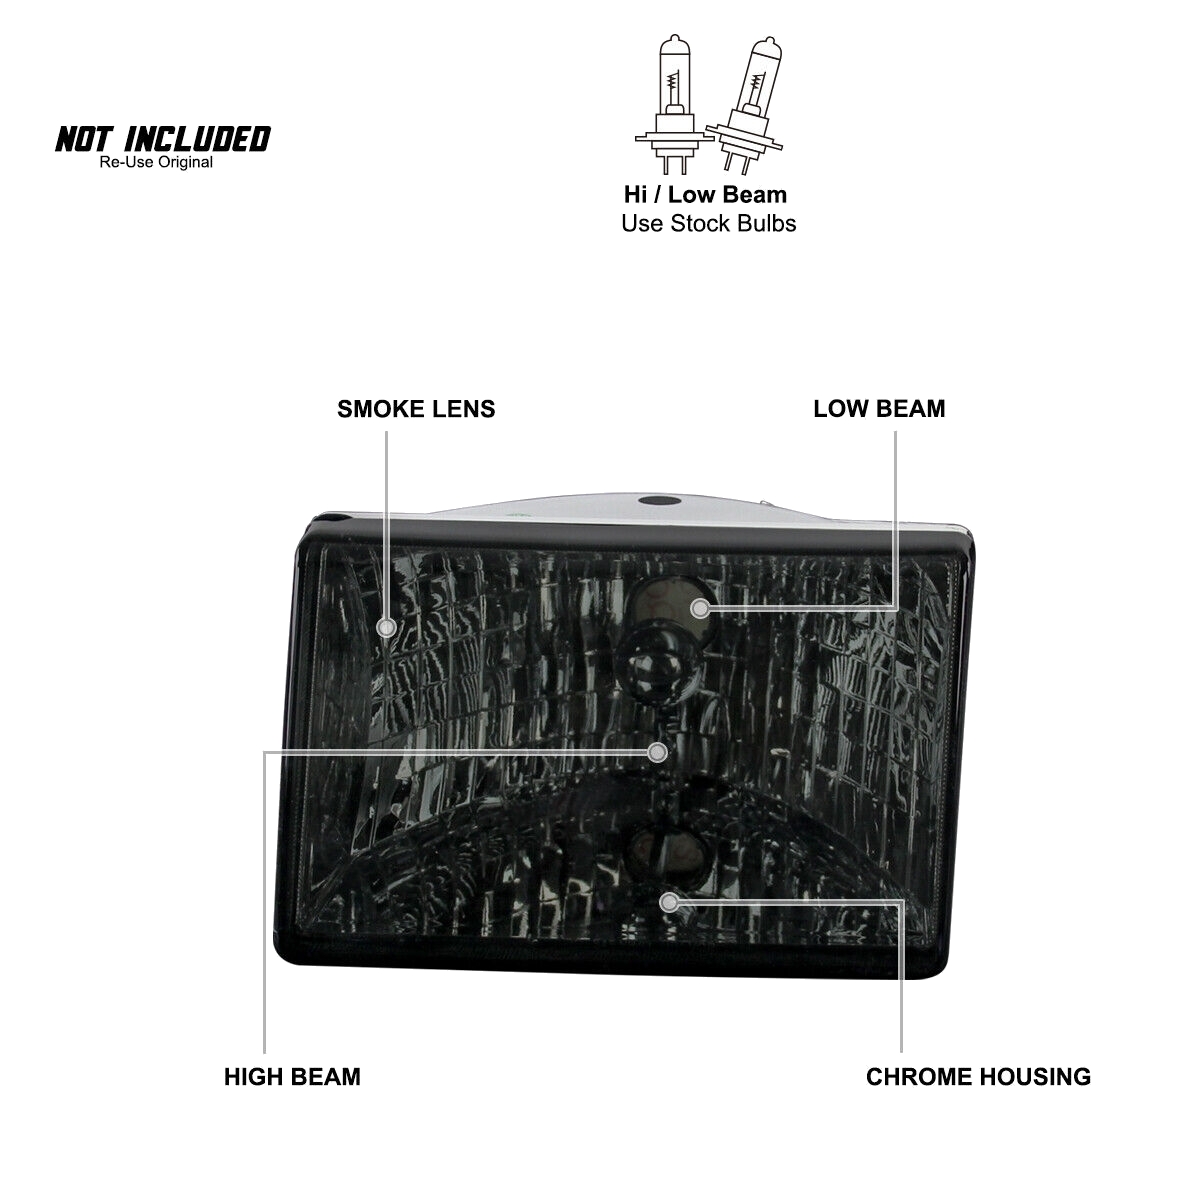 NOT INCLUDED
Re-Use Original
Hi / Low Beam
Use Stock Bulbs
SMOKE LENS
LOW BEAM
HIGH BEAM
CHROME HOUSING